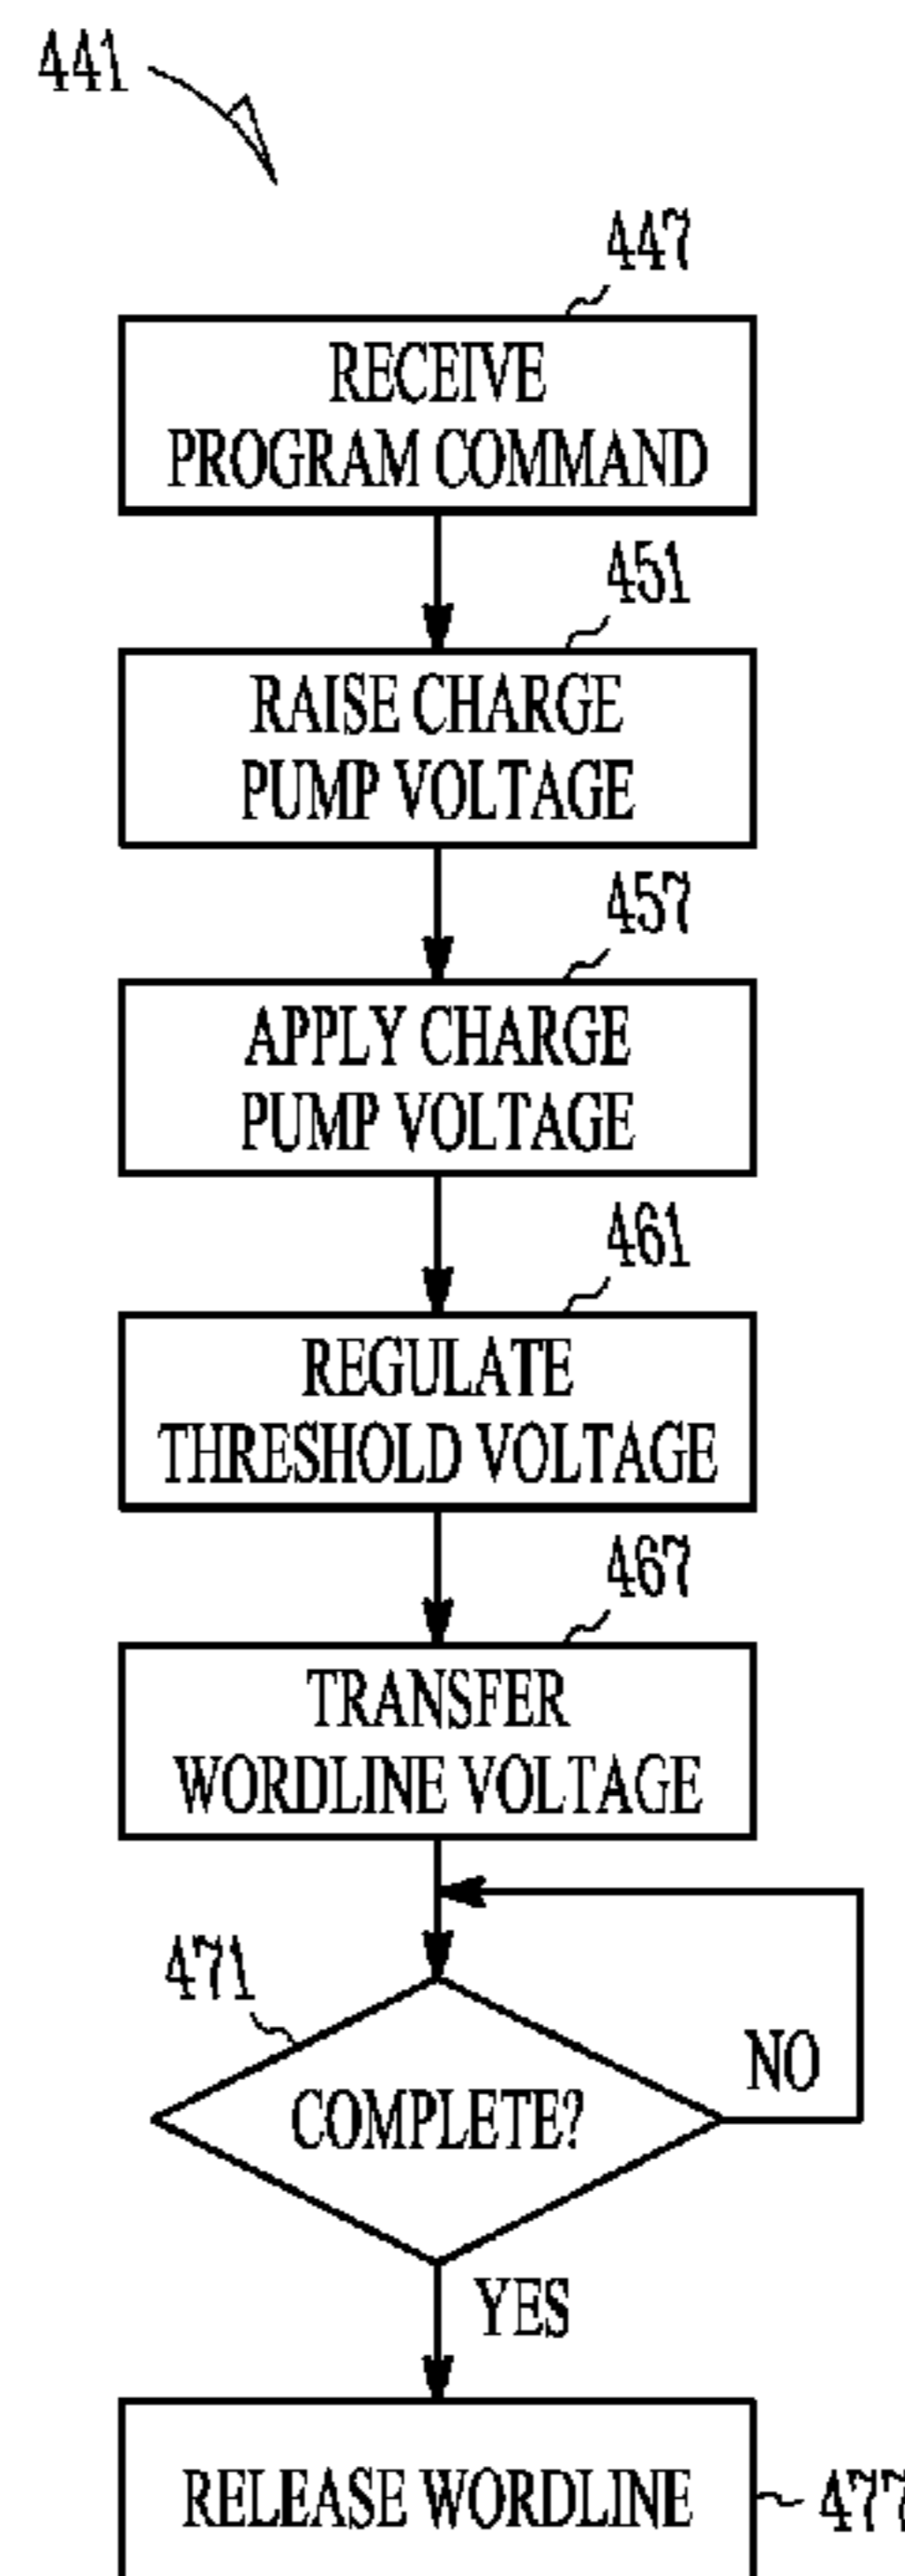 441
447
RECEIVE
PROGRAM COMMAND
451
RAISE CHARGE
PUMP VOLTAGE
457
APPLY CHARGE
PUMP VOLTAGE
461
REGULATE
THRESHOLD VOLTAGE
467
TRANSFER
WORDLINE VOLTAGE
471
COMPLETE?
NO
YES
RELEASE WORDLINE
477